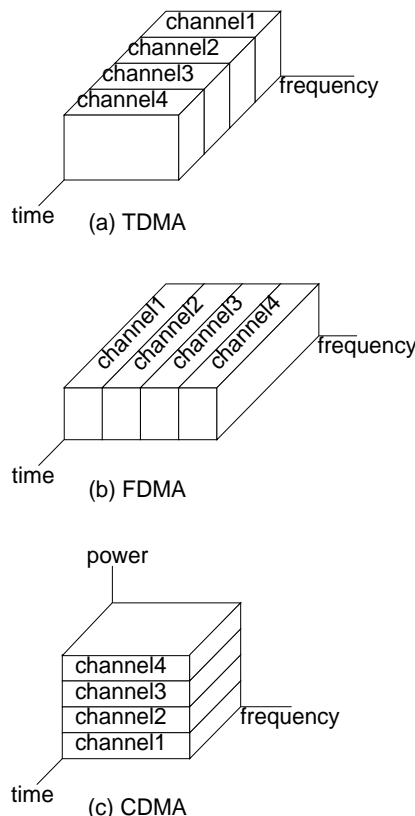 channel1
channel2
channel3
channel4
frequency
time
(a) TDMA
channel1
channel2
channel3
channel4
frequency
time
(b) FDMA
power
channel4
channel3
channel2
channel1
frequency
time
(c) CDMA